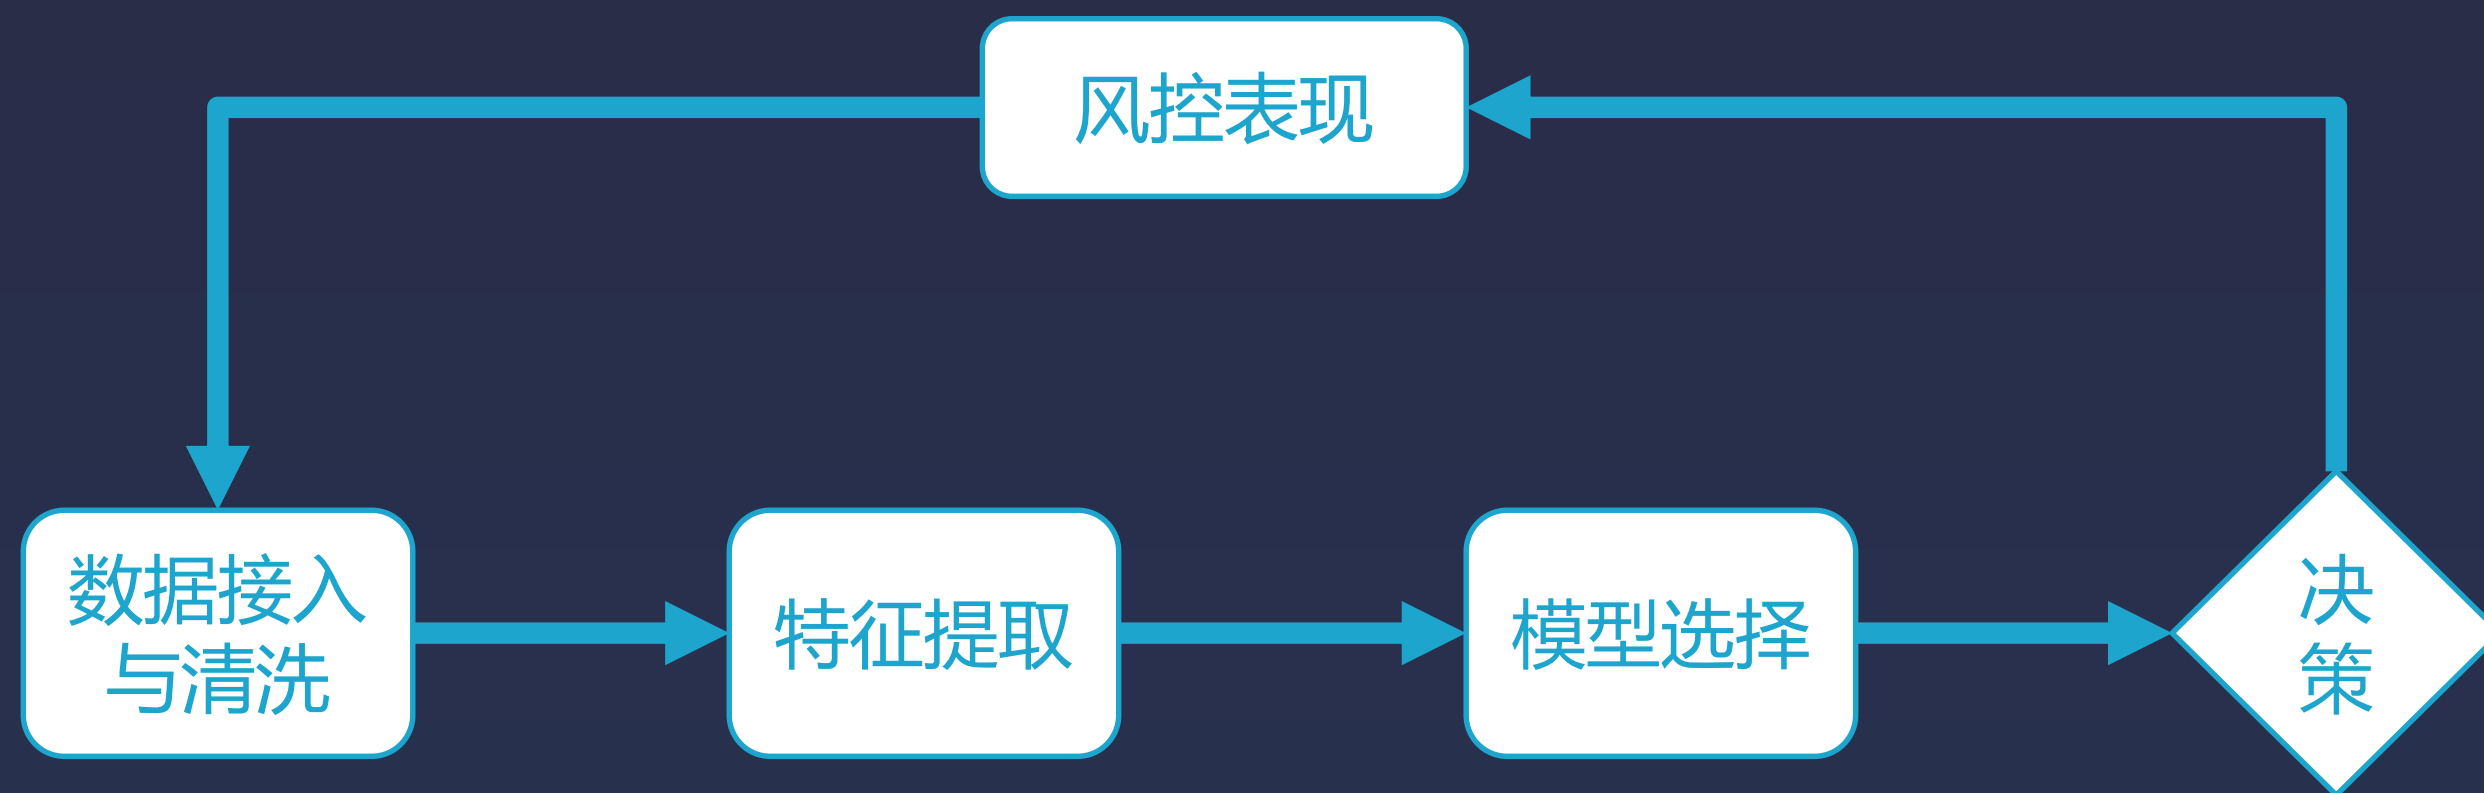 风控表现
数据接入
与清洗
特征提取
模型选择
决
策